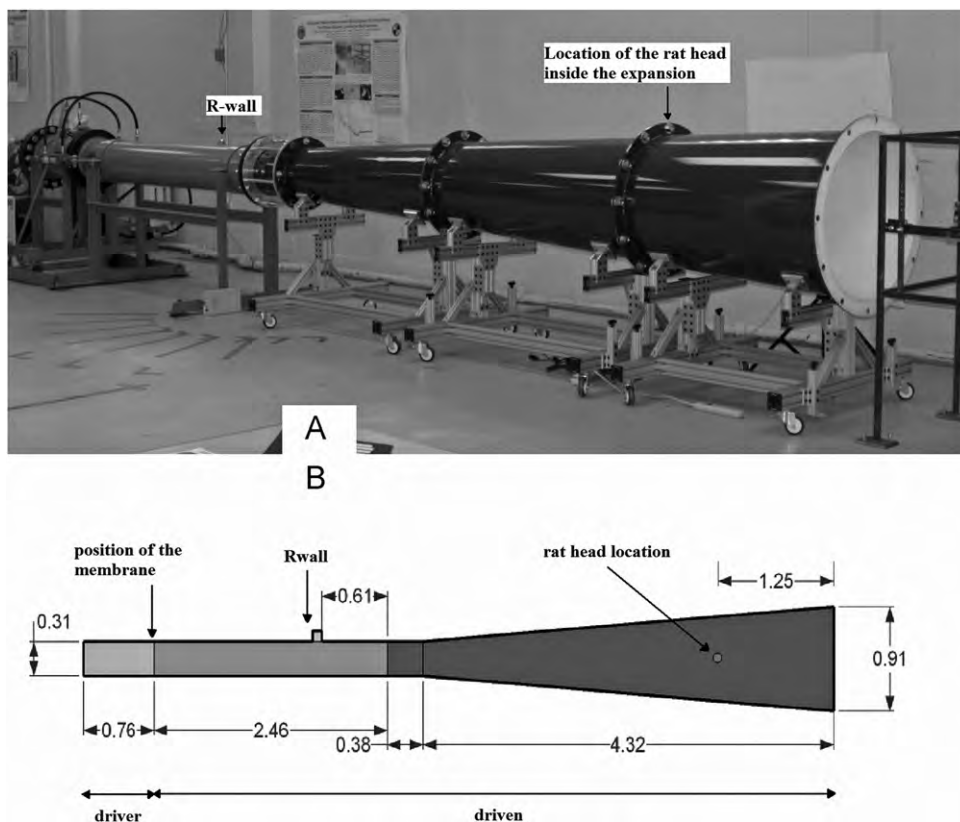 Location of the rat head
inside the expansion
R-wall
A
B
position of the
membrane
Rwall
rat head location
0.61
1.25
0.31
0.91
0.76
2.46
0.38
4.32
driver
driven